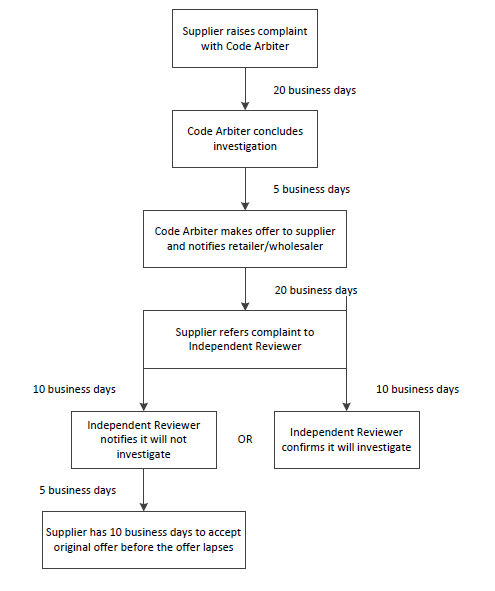 Supplier raises complaint
with Code Arbiter
20 business days
Code Arbiter concludes
investigation
5 business days
Code Arbiter makes offer to supplier
and notifies retailer/wholesaler
20 business days
Supplier refers complaint to
Independent Reviewer
10 business days
10 business days
Independent Reviewer
notifies it will not
investigate
OR
Independent Reviewer
confirms it will investigate
5 business days
Supplier has 10 business days to accept
original offer before the offer lapses